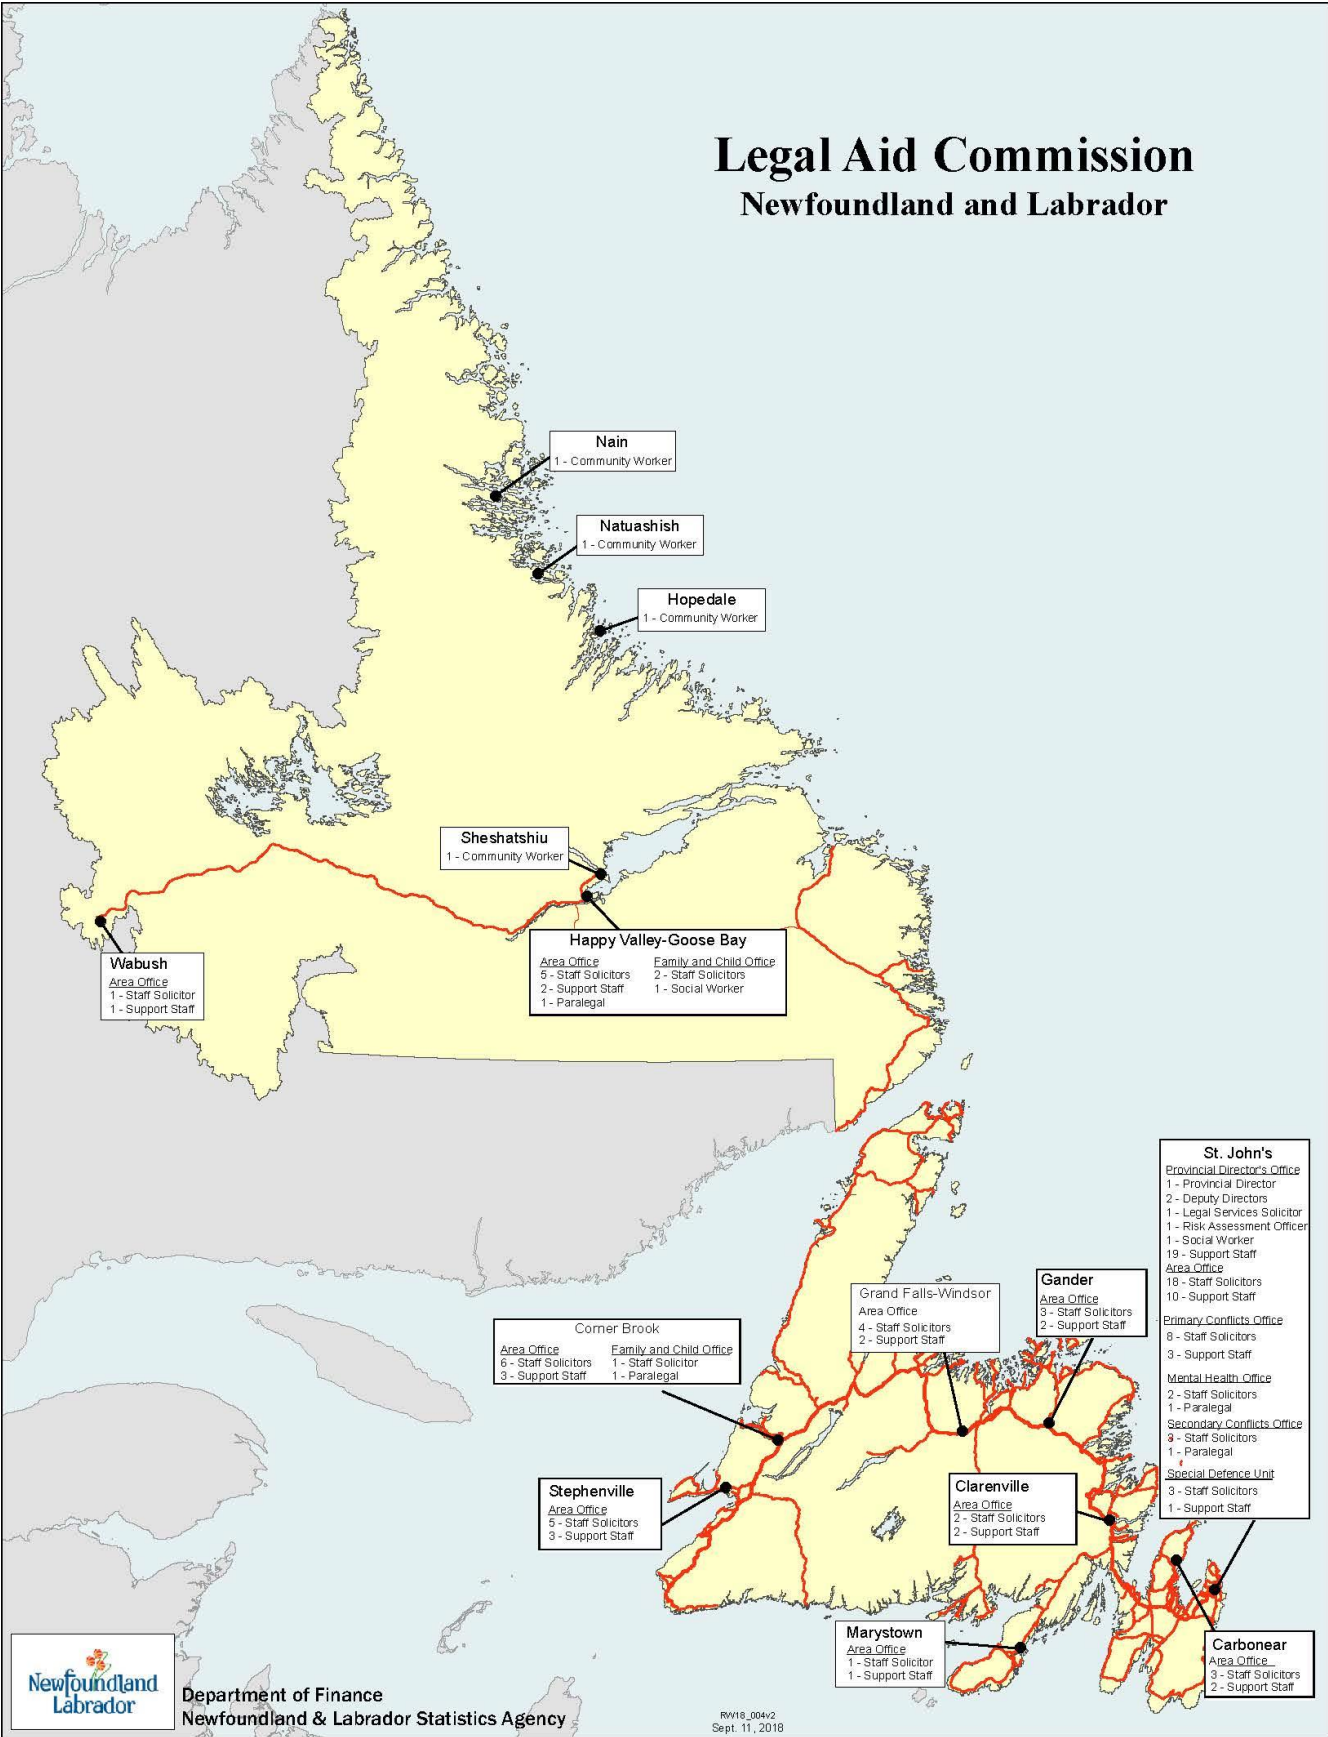 Legal Aid Commission
Newfoundland and Labrador
Nain
1 - Community Worker
Natuashish
1 - Community Worker
Hopedale
1 - Community Worker
Sheshatshiu
1 - Community Worker
Happy Valley-Goose Bay
Area Office
5 - Staff Solicitors
2 - Support Staff
1 - Paralegal
Family and Child Office
2 - Staff Solicitors
1 - Social Worker
Wabush
Area Office
1 - Staff Solicitor
1 - Support Staff
St. John's
Provincial Director's Office
1 - Provincial Director
2 - Deputy Directors
1 - Legal Services Solicitor
1 - Risk Assessment Officer
1 - Social Worker
19 - Support Staff
Area Office
18 - Staff Solicitors
10 - Support Staff
Primary Conflicts Office
8 - Staff Solicitors
3 - Support Staff
Mental Health Office
2 - Staff Solicitors
1 - Paralegal
Secondary Conflicts Office
3 - Staff Solicitors
1 - Paralegal
Special Defence Unit
3 - Staff Solicitors
1 - Support Staff
Gander
Area Office
3 - Staff Solicitors
2 - Support Staff
Grand Falls-Windsor
Area Office
4 - Staff Solicitors
2 - Support Staff
Corner Brook
Area Office
6 - Staff Solicitors
3 - Support Staff
Family and Child Office
1 - Staff Solicitor
1 - Paralegal
Stephenville
Area Office
5 - Staff Solicitors
3 - Support Staff
Clarenville
Area Office
2 - Staff Solicitors
2 - Support Staff
Marystown
Area Office
1 - Staff Solicitor
1 - Support Staff
Carbonear
Area Office
3 - Staff Solicitors
2 - Support Staff
Newfoundland
Labrador
Department of Finance
Newfoundland & Labrador Statistics Agency
RW18_004v2
Sept. 11, 2018